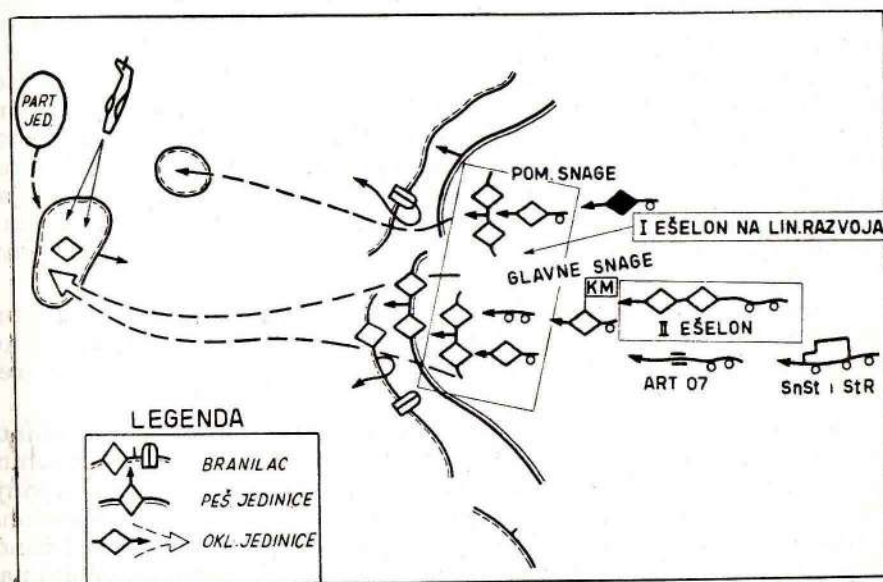 PART
JED.
POM. SNAGE
I EŠELON NA LIN. RAZVOJA
GLAVNE SNAGE
KM
II EŠELON
ART 07
SnSt i StR
LEGENDA
BRANILAC
PEŠ. JEDINICE
OKL. JEDINICE